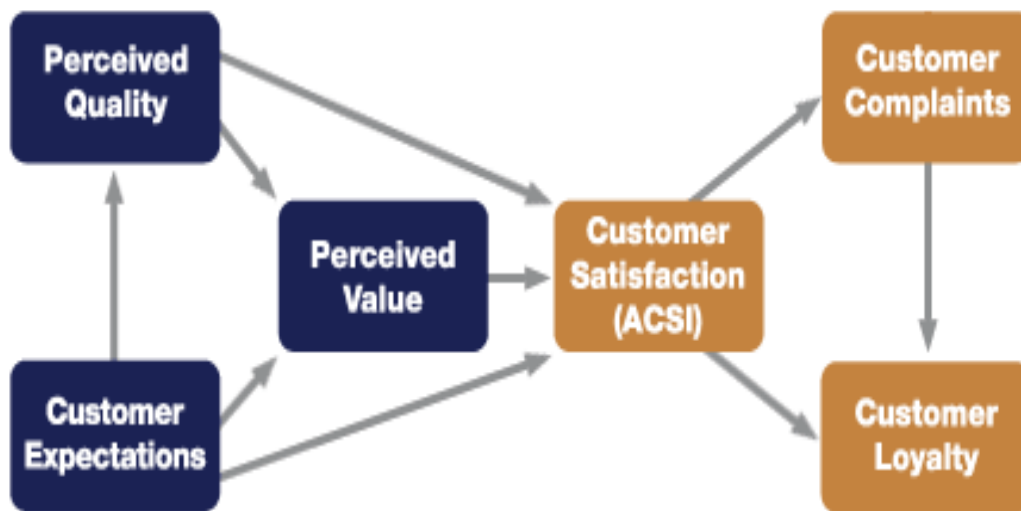 Perceived
Quality
Customer
Complaints
Perceived
Value
Customer
Satisfaction
(ACSI)
Customer
Expectations
Customer
Loyalty